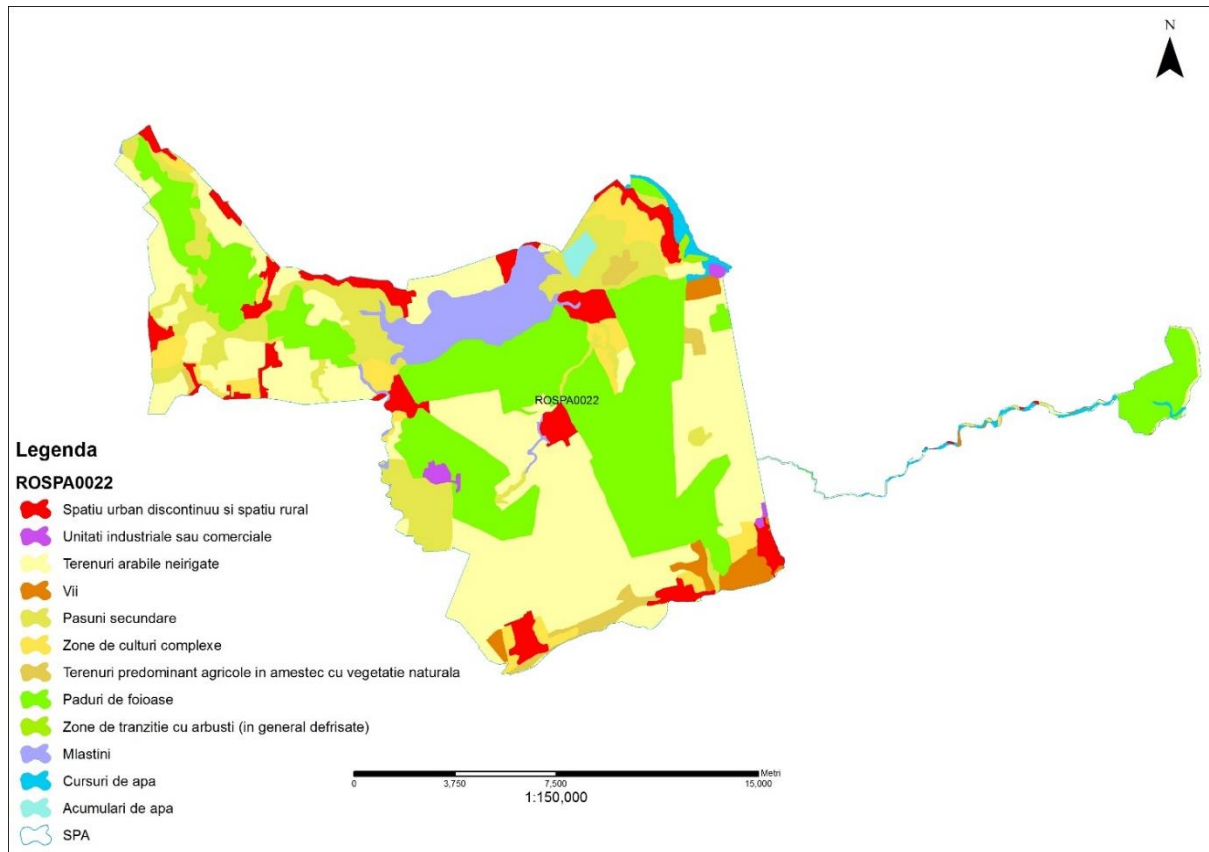 N
ROSPA0022
Legenda
ROSPA0022
Spatiu urban discontinuu si spatiu rural
Unitati industriale sau comerciale
Terenuri arabile neirigate
Vii
Pasuni secundare
Zone de culturi complexe
Terenuri predominant agricole in amestec cu vegetatie naturala
Paduri de foioase
Zone de tranzitie cu arbusti (in general defrisate)
Mlastini
Cursuri de apa
Acumulari de apa
SPA
Metri
0 3,750 7,500 15,000
1:150,000